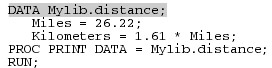 DATA Mylib.distance;
   Miles = 26.22;
   Kilometers = 1.61 * Miles;
PROC PRINT DATA = Mylib.distance;
RUN;